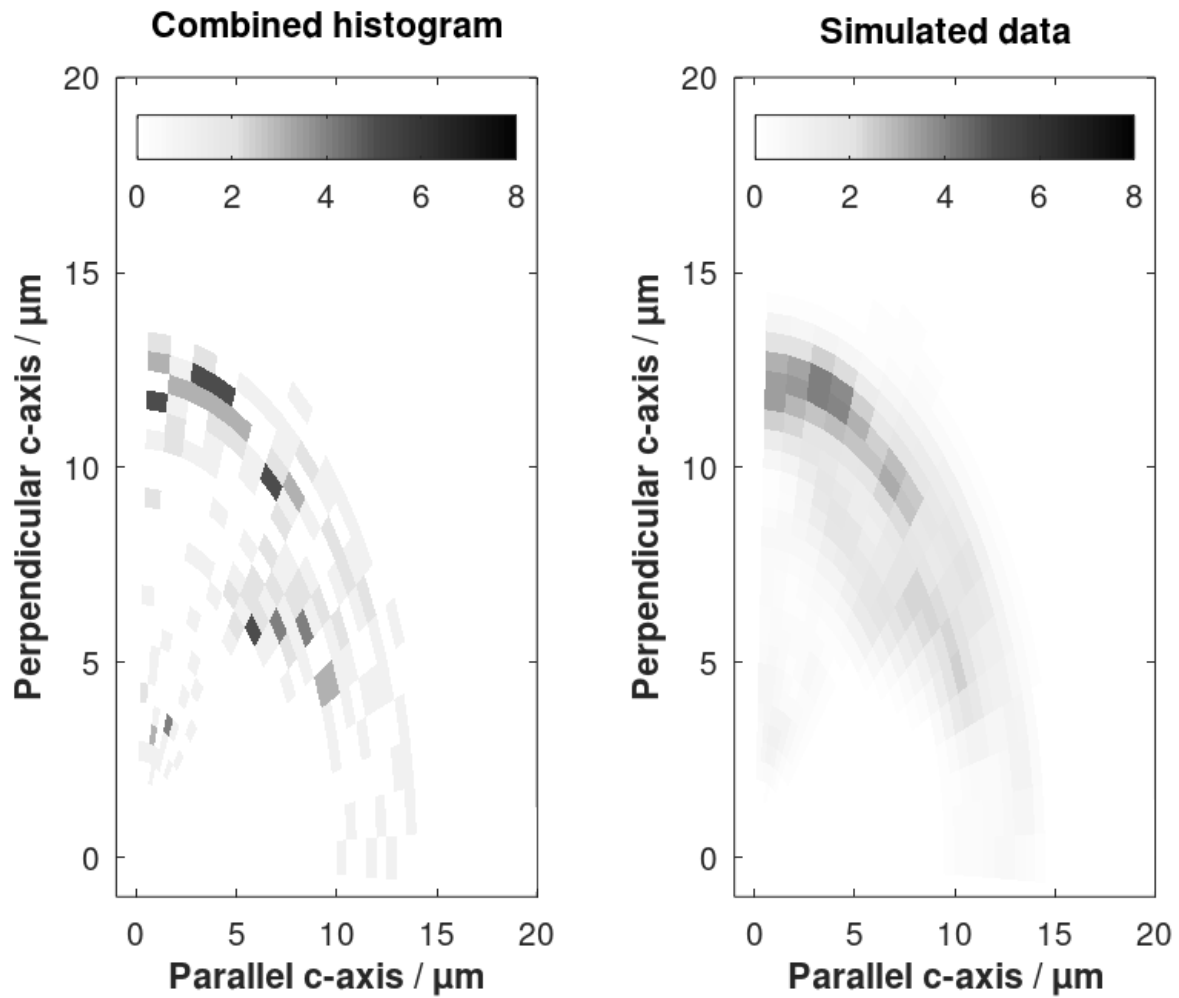 Combined histogram
20
15
10
5
0
0 2 4 6 8
0 5 10 15 20
Perpendicular c-axis / µm
Parallel c-axis / µm
Simulated data
20
15
10
5
0
0 2 4 6 8
0 5 10 15 20
Perpendicular c-axis / µm
Parallel c-axis / µm